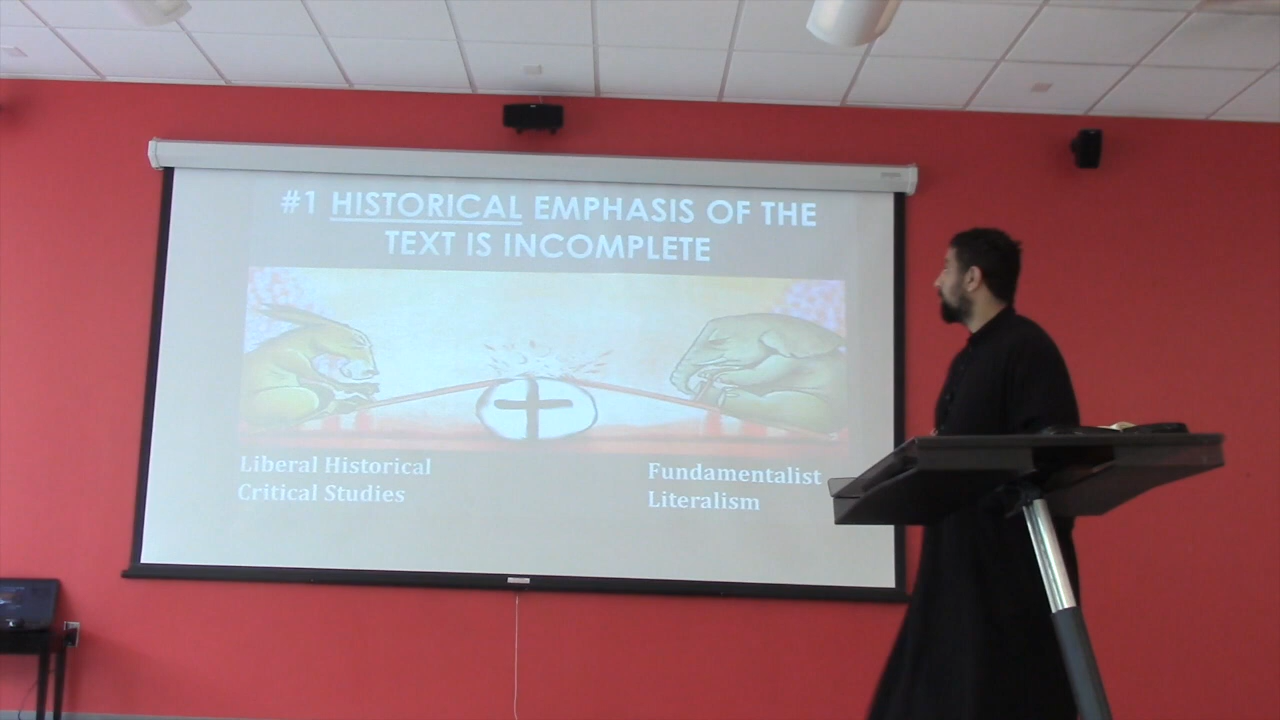 #1 HISTORICAL EMPHASIS OF THE
TEXT IS INCOMPLETE
Liberal Historical
Critical Studies
Fundamentalist
Literalism